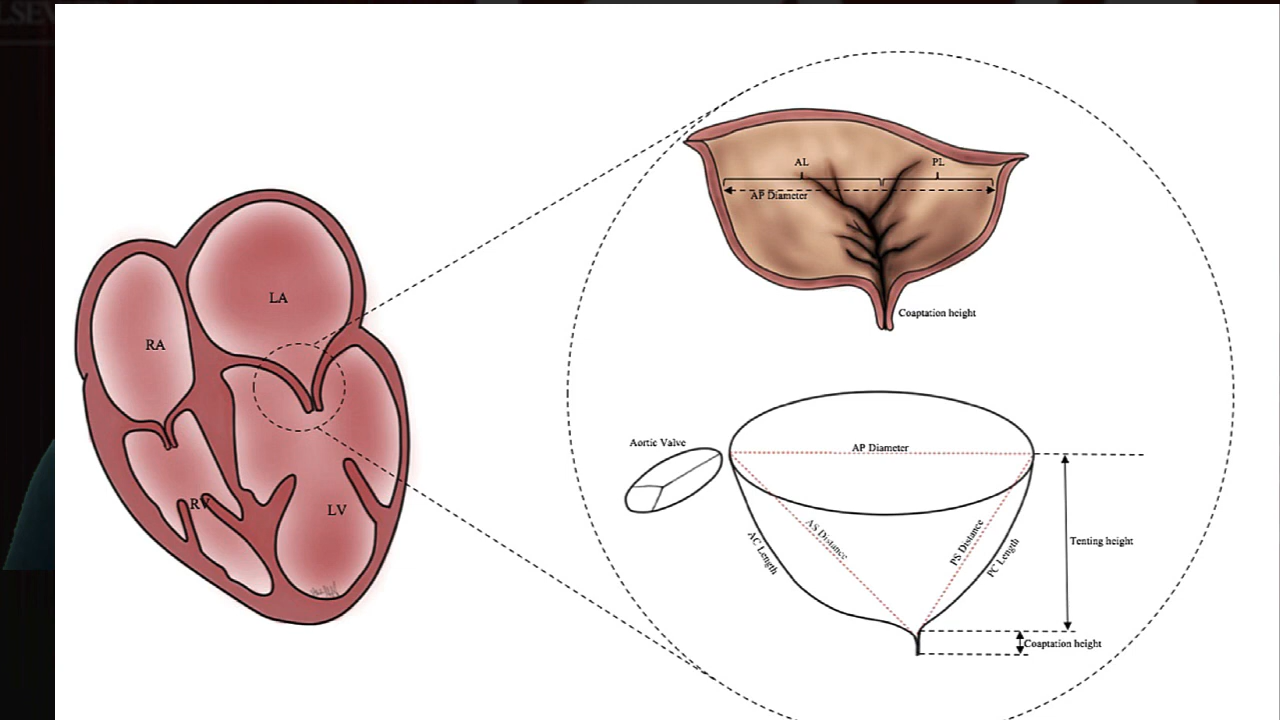 LA
RA
RV
LV
AL
PL
AP Diameter
Coaptation height
Aortic Valve
AP Diameter
AS Distance
AC Length
PS Distance
PC Length
Tenting height
Coaptation height